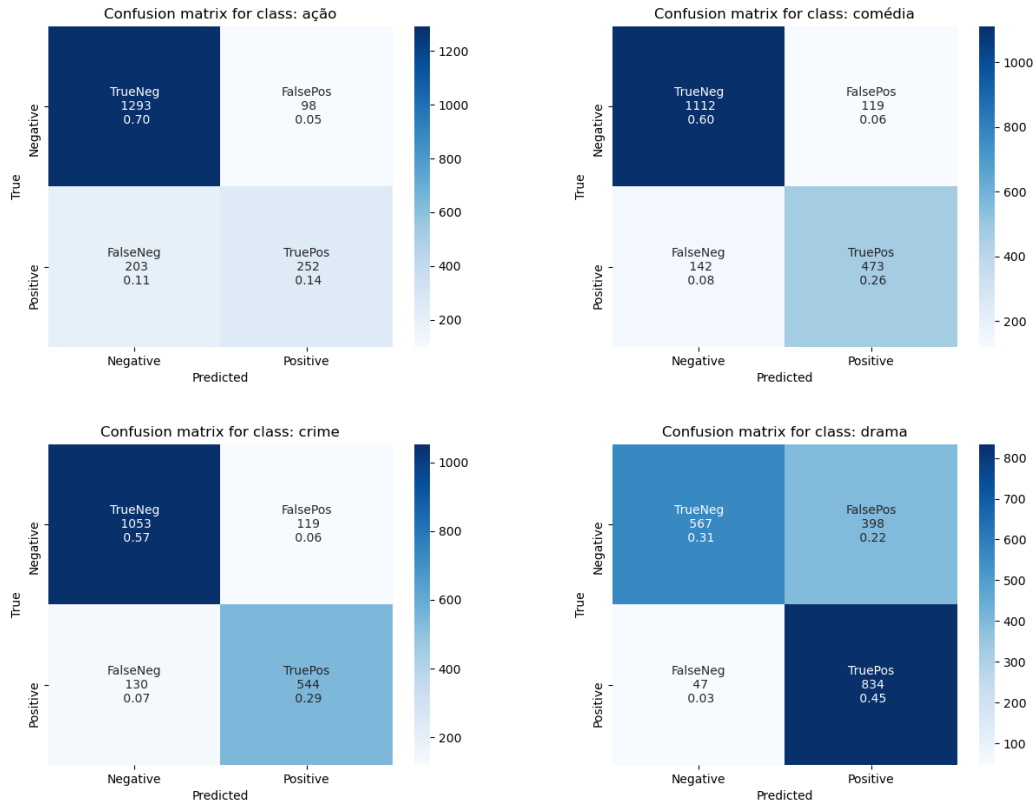 Confusion matrix for class: ação
True
Negative
Positive
TrueNeg
1293
0.70
FalsePos
98
0.05
FalseNeg
203
0.11
TruePos
252
0.14
Negative
Positive
Predicted
1200
1000
800
600
400
200
Confusion matrix for class: comédia
True
Negative
Positive
TrueNeg
1112
0.60
FalsePos
119
0.06
FalseNeg
142
0.08
TruePos
473
0.26
Negative
Positive
Predicted
1000
800
600
400
200
Confusion matrix for class: crime
True
Negative
Positive
TrueNeg
1053
0.57
FalsePos
119
0.06
FalseNeg
130
0.07
TruePos
544
0.29
Negative
Positive
Predicted
1000
800
600
400
200
Confusion matrix for class: drama
True
Negative
Positive
TrueNeg
567
0.31
FalsePos
398
0.22
FalseNeg
47
0.03
TruePos
834
0.45
Negative
Positive
Predicted
800
700
600
500
400
300
200
100